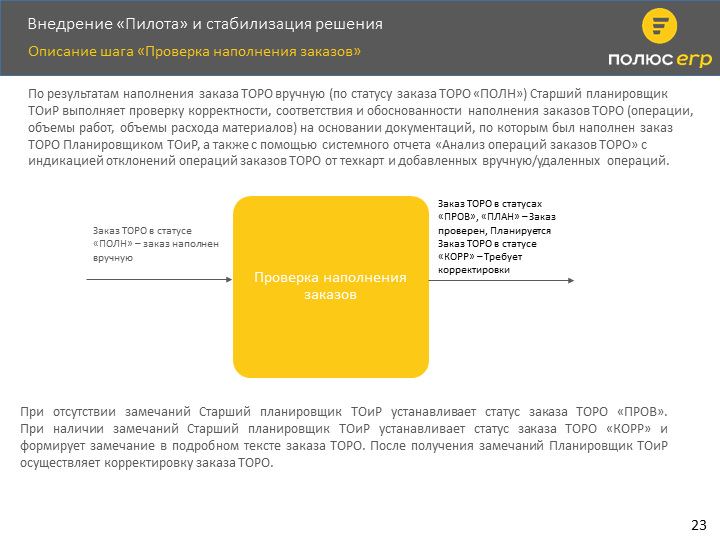 Внедрение «Пилота» и стабилизация решения
Описание шага «Проверка наполнения заказов»
ПОЛЮС erp
По результатам наполнения заказа ТОРО вручную (по статусу заказа ТОРО «ПОЛН») Старший планировщик
ТОиР выполняет проверку корректности, соответствия и обоснованности наполнения заказов ТОРО (операции,
объемы работ, объемы расхода материалов) на основании документаций, по которым был наполнен заказ
ТОРО Планировщиком ТОиР, а также с помощью системного отчета «Анализ операций заказов ТОРО» с
индикацией отклонений операций заказов ТОРО от техкарт и добавленных вручную/удаленных операций.
Заказ ТОРО в статусе
«ПОЛН» – заказ наполнен
вручную
Проверка наполнения
заказов
Заказ ТОРО в статусах
«ПРОВ», «ПЛАН» – Заказ
проверен, Планируется
Заказ ТОРО в статусе
«КОРР» – Требует
корректировки
При отсутствии замечаний Старший планировщик ТОиР устанавливает статус заказа ТОРО «ПРОВ».
При наличии замечаний Старший планировщик ТОиР устанавливает статус заказа ТОРО «КОРР» и
формирует замечание в подробном тексте заказа ТОРО. После получения замечаний Планировщик ТОиР
осуществляет корректировку заказа ТОРО.
23